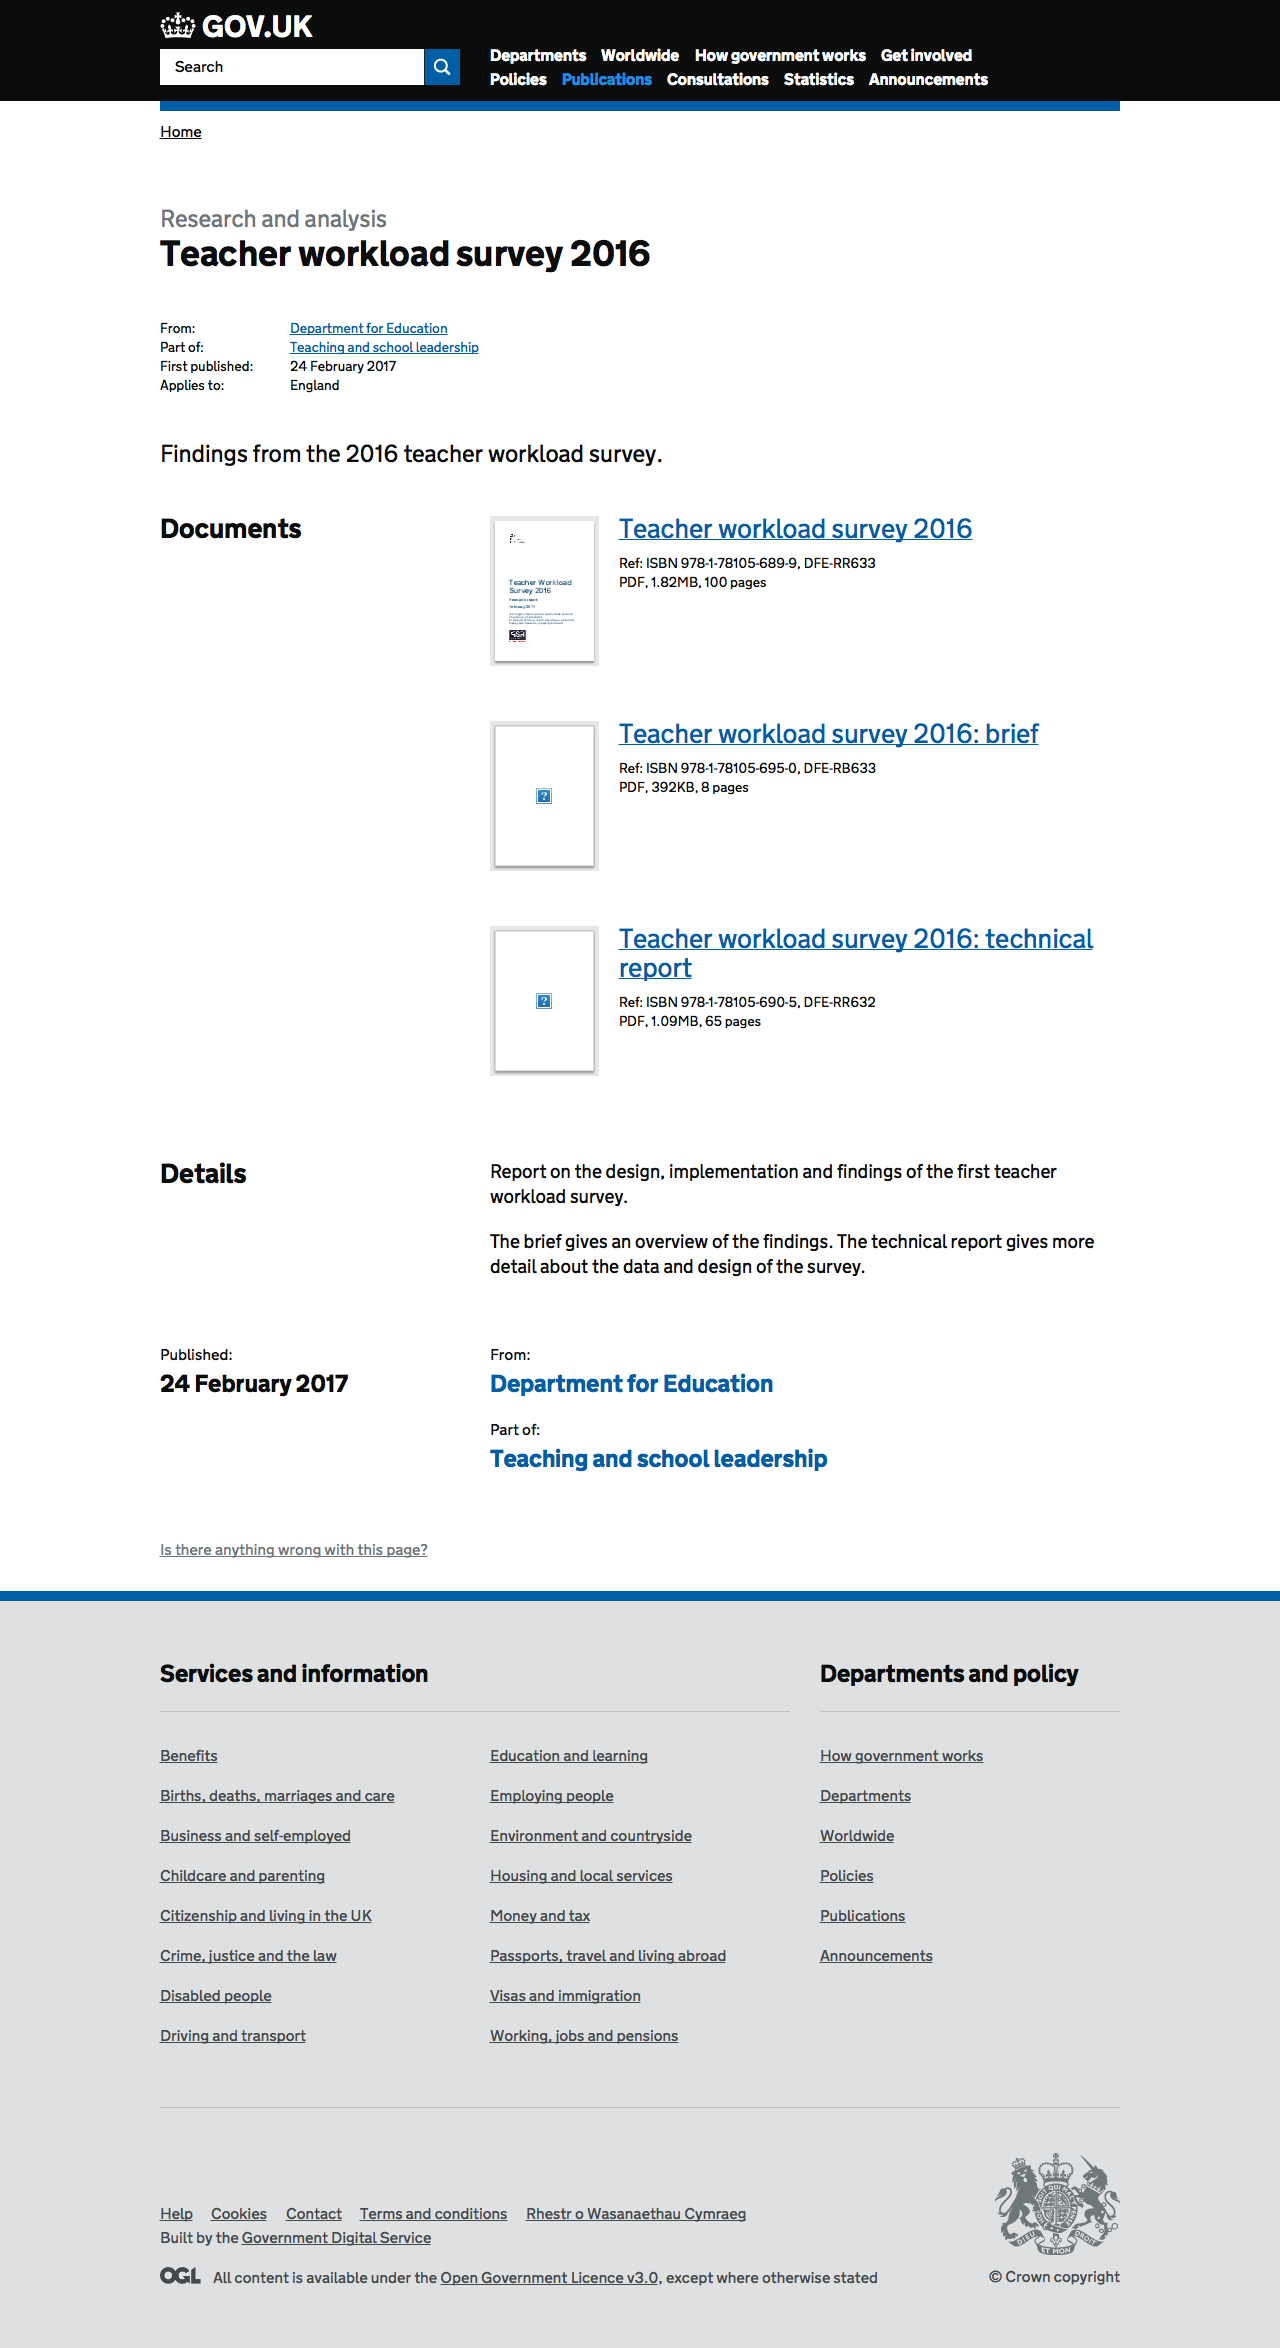 GOV.UK
Search
Departments Worldwide How government works Get involved
Policies Publications Consultations Statistics Announcements
Home
Research and analysis
Teacher workload survey 2016
From: Department for Education
Part of: Teaching and school leadership
First published: 24 February 2017
Applies to: England
Findings from the 2016 teacher workload survey.
Documents
Teacher Workload
Survey 2016
Research report
February 2017
Teacher workload survey 2016
Ref: ISBN 978-1-78105-689-9, DFE-RR633
PDF, 1.82MB, 100 pages
?
Teacher workload survey 2016: brief
Ref: ISBN 978-1-78105-695-0, DFE-RB633
PDF, 392KB, 8 pages
?
Teacher workload survey 2016: technical
report
Ref: ISBN 978-1-78105-690-5, DFE-RR632
PDF, 1.09MB, 65 pages
Details
Report on the design, implementation and findings of the first teacher
workload survey.
The brief gives an overview of the findings. The technical report gives more
detail about the data and design of the survey.
Published:
24 February 2017
From:
Department for Education
Part of:
Teaching and school leadership
Is there anything wrong with this page?
Services and information
Benefits
Births, deaths, marriages and care
Business and self-employed
Childcare and parenting
Citizenship and living in the UK
Crime, justice and the law
Disabled people
Driving and transport
Education and learning
Employing people
Environment and countryside
Housing and local services
Money and tax
Passports, travel and living abroad
Visas and immigration
Working, jobs and pensions
Departments and policy
How government works
Departments
Worldwide
Policies
Publications
Announcements
Help Cookies Contact Terms and conditions Rhestr o Wasanaethau Cymraeg
Built by the Government Digital Service
OGL All content is available under the Open Government Licence v3.0, except where otherwise stated
DIEU ET MON DROIT
© Crown copyright